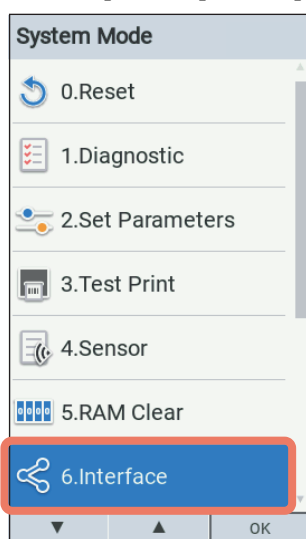 System Mode
0.Reset
1.Diagnostic
2.Set Parameters
3.Test Print
4.Sensor
5.RAM Clear
6.Interface
▼ ▲ OK